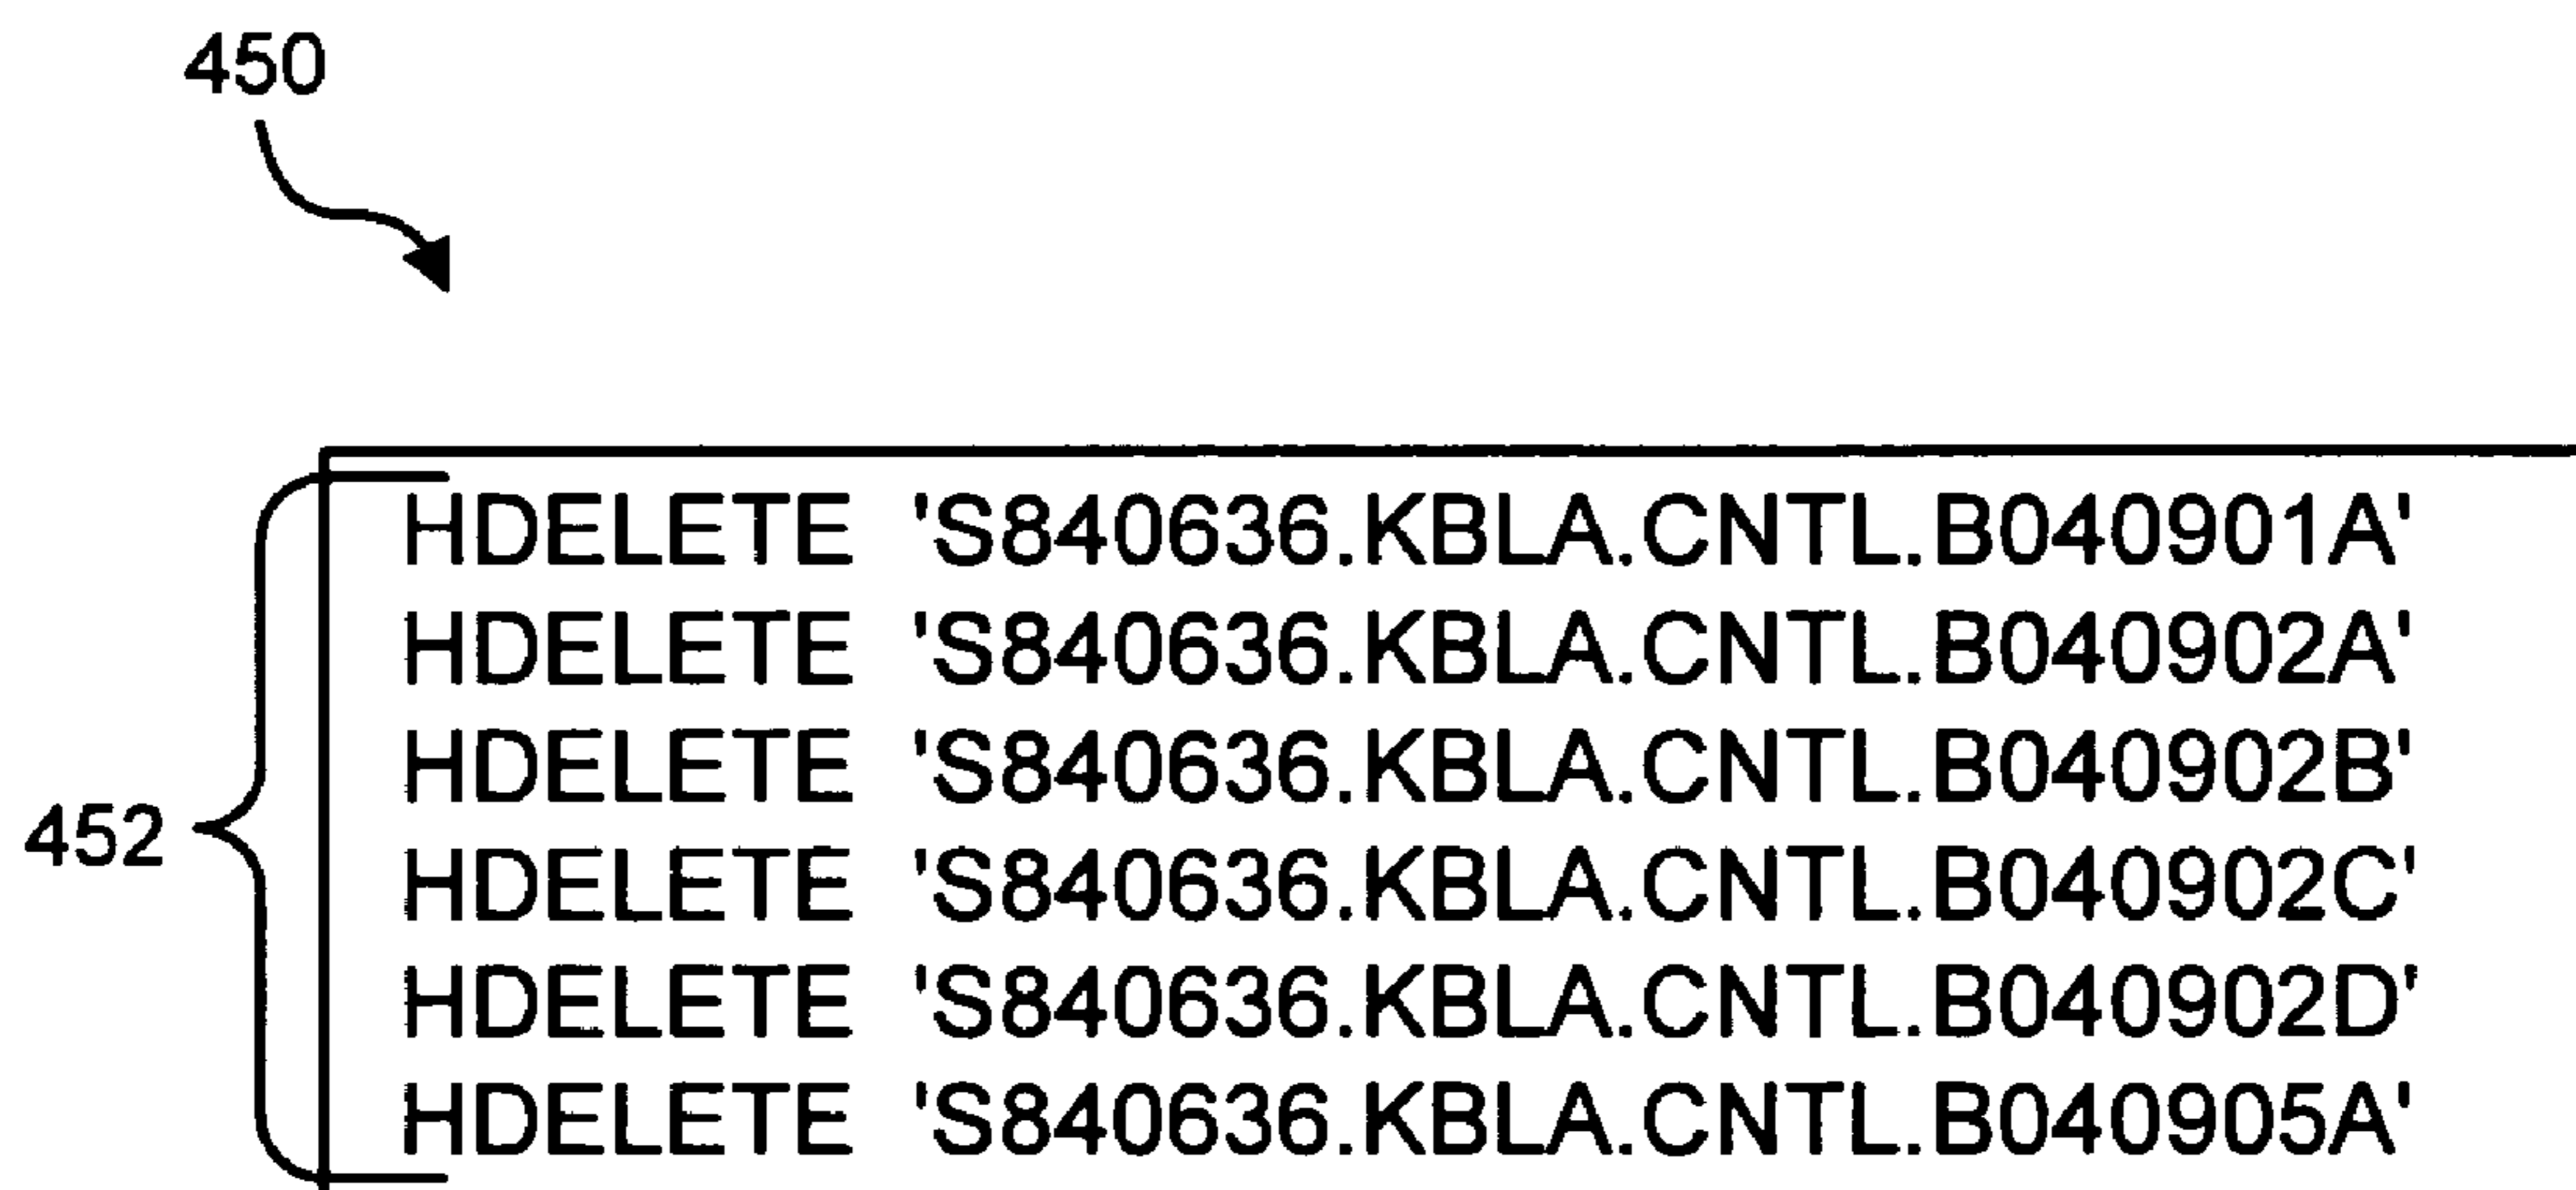 450
HDELETE 'S840636.KBLA.CNTL.B040901A'
HDELETE 'S840636.KBLA.CNTL.B040902A'
HDELETE 'S840636.KBLA.CNTL.B040902B'
452
HDELETE 'S840636.KBLA.CNTL.B040902C'
HDELETE 'S840636.KBLA.CNTL.B040902D'
HDELETE 'S840636.KBLA.CNTL.B040905A'